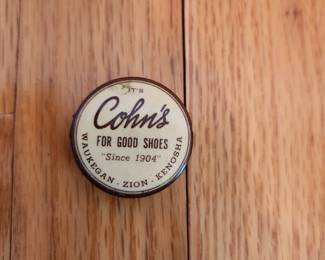 IT'S
Cohn's
FOR GOOD SHOES
"Since 1904"
WAUKEGAN - ZION - KENOSHA